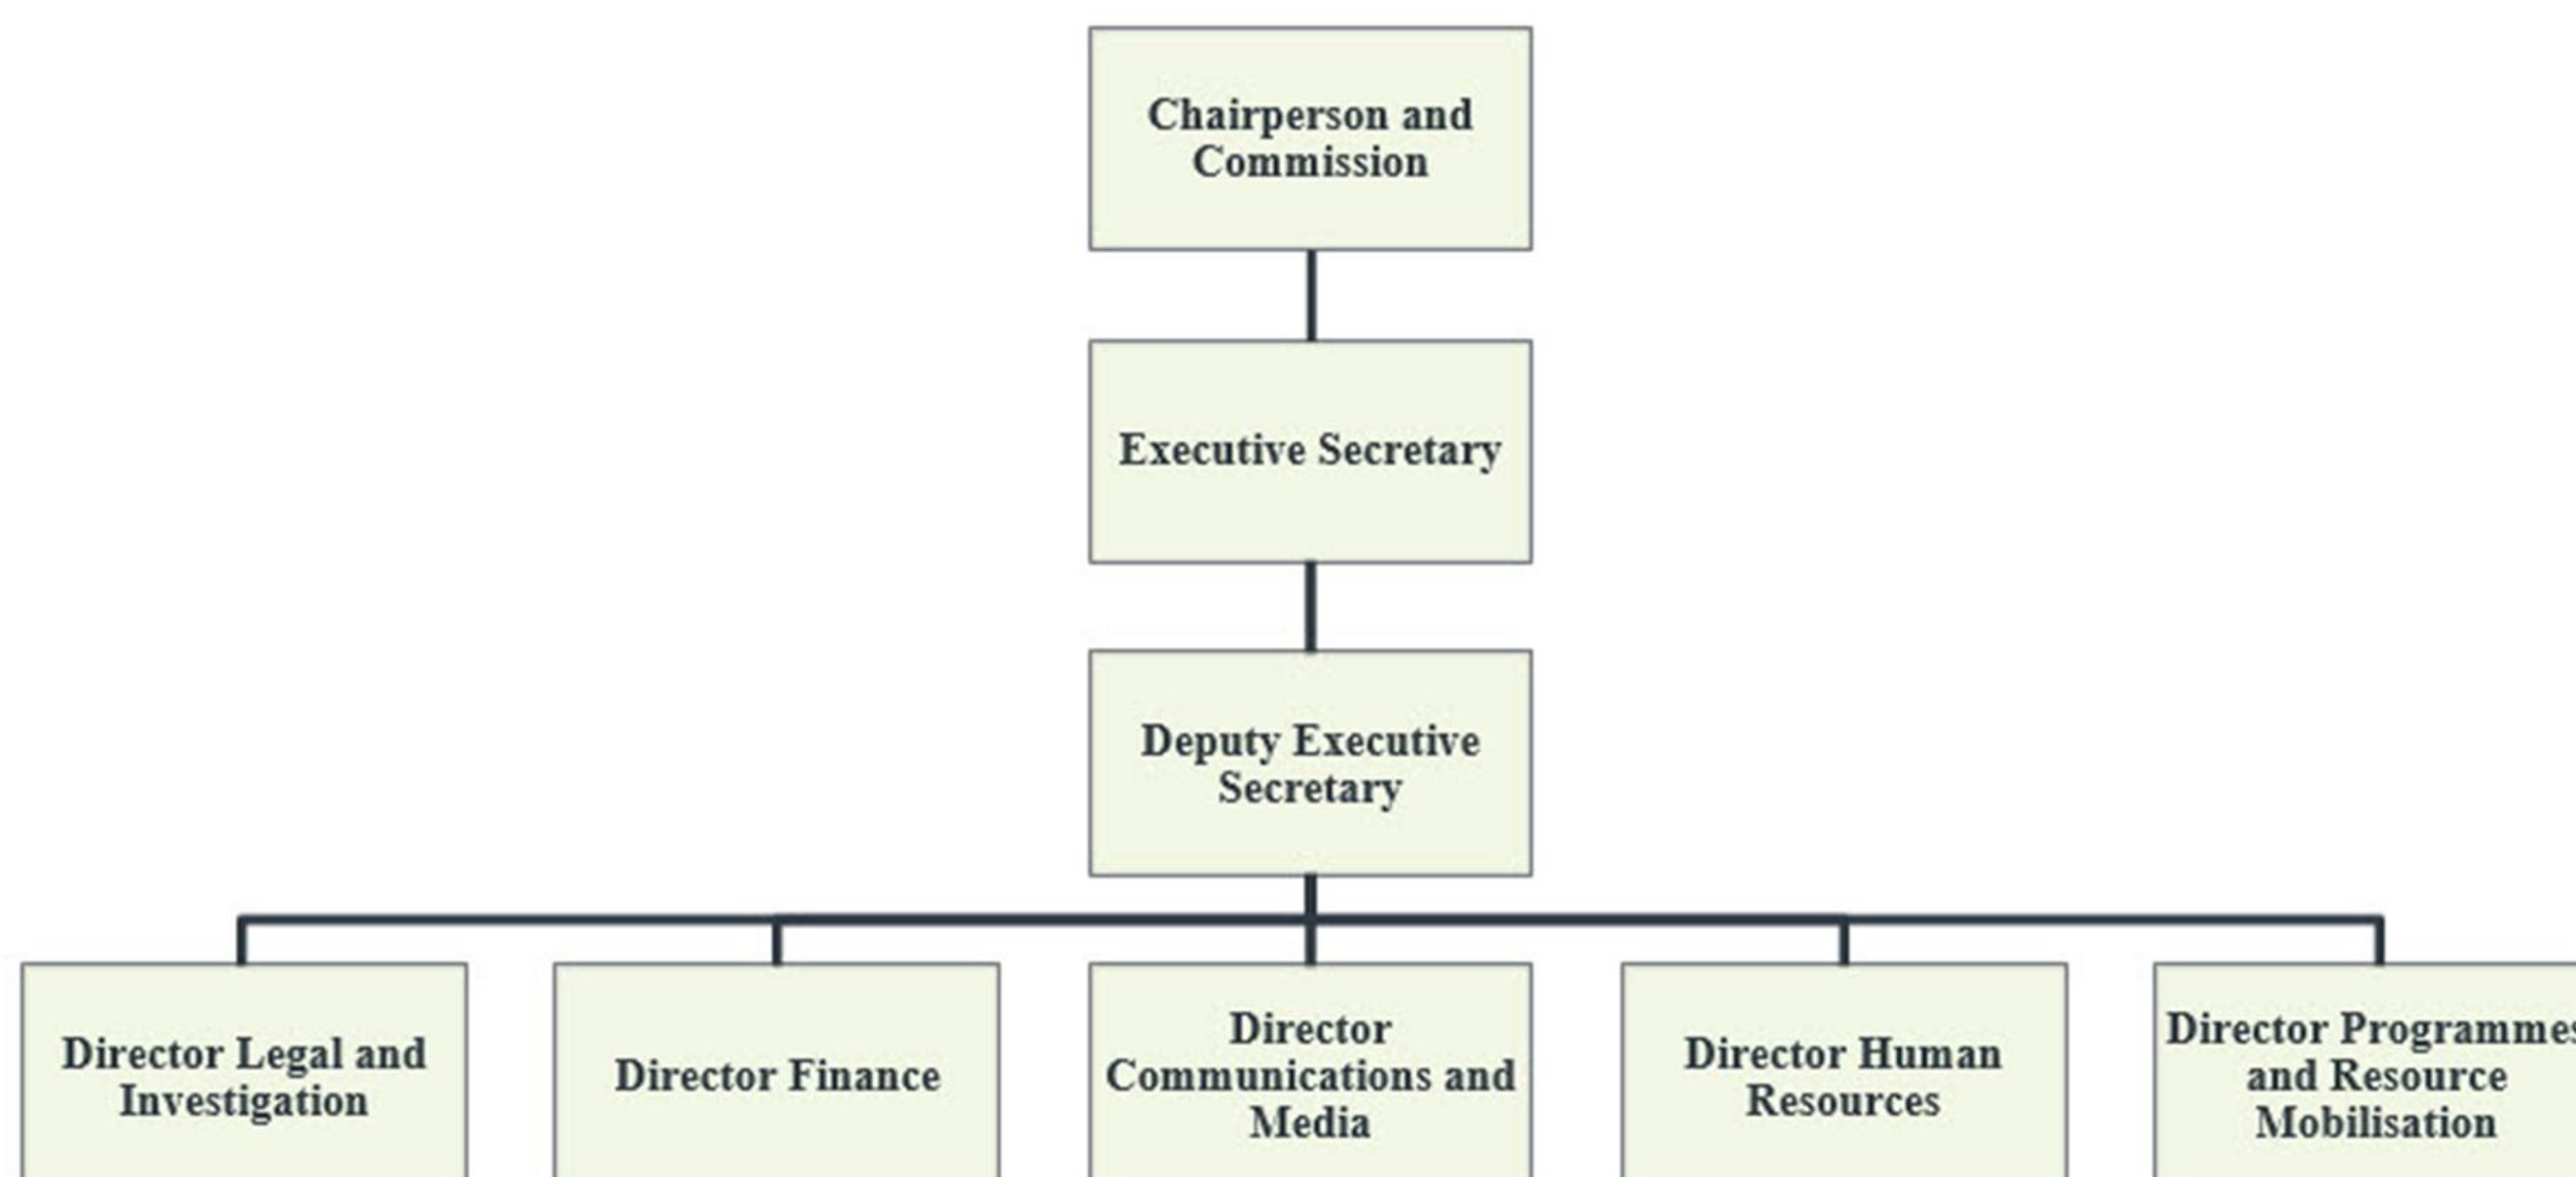 Chairperson and
Commission
Executive Secretary
Deputy Executive
Secretary
Director Legal and
Investigation
Director Finance
Director
Communications and
Media
Director Human
Resources
Director Programmes
and Resource
Mobilisation